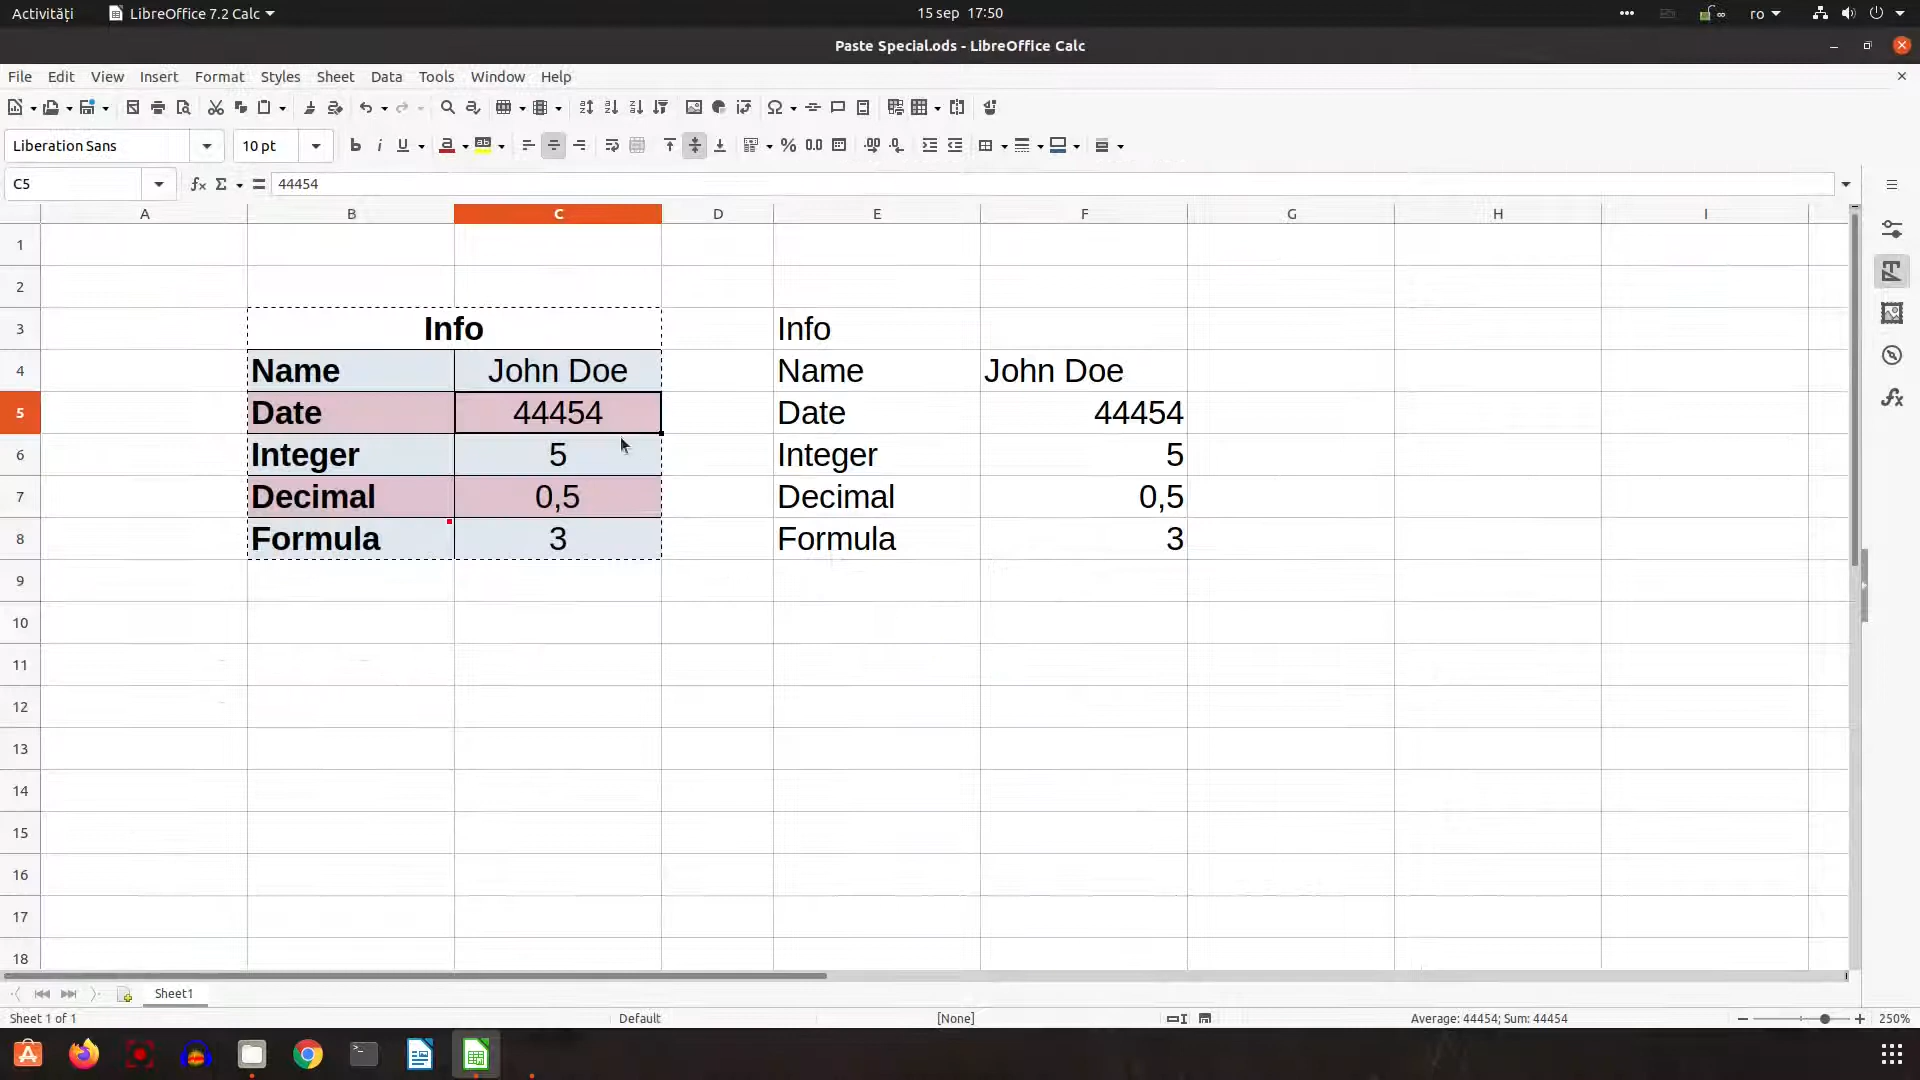 Activități LibreOffice 7.2 Calc 15 sep 17:50 ro
Paste Special.ods - LibreOffice Calc
File Edit View Insert Format Styles Sheet Data Tools Window Help
Liberation Sans 10 pt
C5 44454
A B C D E F G H I
1
2
3 Info Info
4 Name John Doe Name John Doe
5 Date 44454 Date 44454
6 Integer 5 Integer 5
7 Decimal 0,5 Decimal 0,5
8 Formula 3 Formula 3
9
10
11
12
13
14
15
16
17
18
Sheet1
Sheet 1 of 1 Default [None] Average: 44454; Sum: 44454 250%